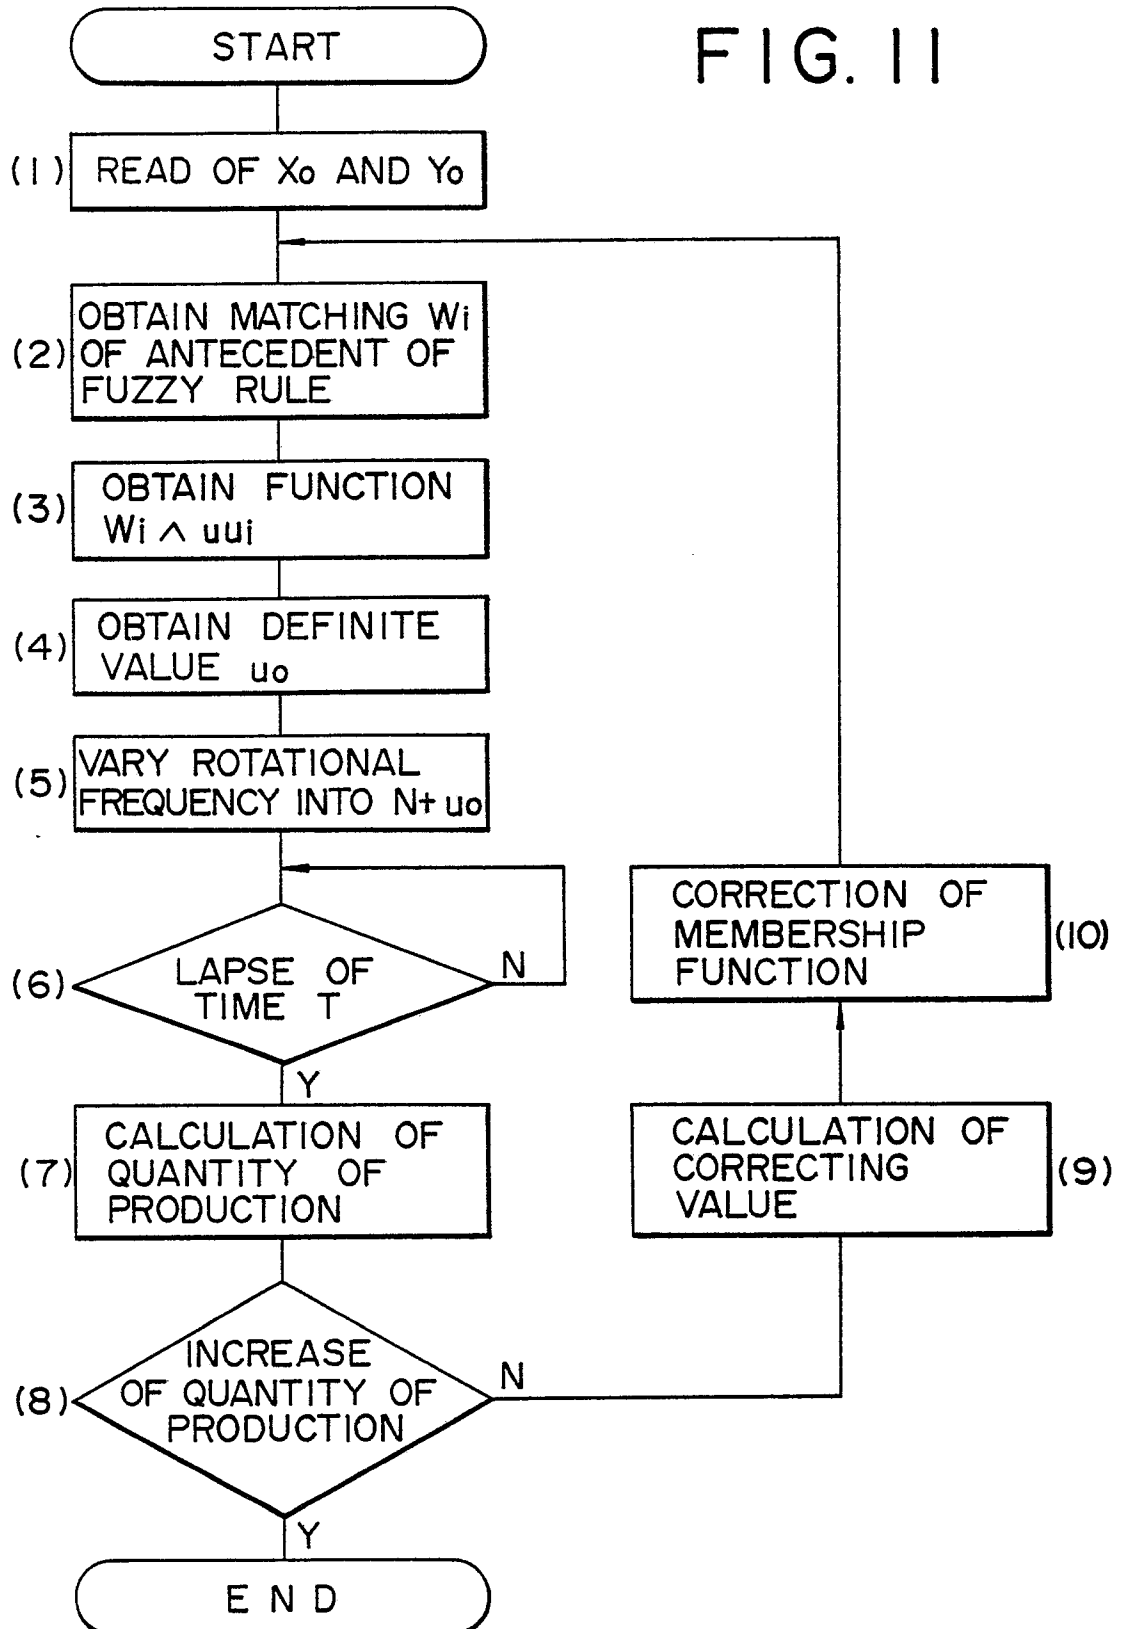 FIG. 11
START
(1) READ OF Xo AND Yo
OBTAIN MATCHING Wi
(2) OF ANTECEDENT OF
FUZZY RULE
(3) OBTAIN FUNCTION
Wi ∧ uui
(4) OBTAIN DEFINITE
VALUE uo
(5) VARY ROTATIONAL
FREQUENCY INTO N+uo
(6) LAPSE OF
TIME T
N
Y
(7) CALCULATION OF
QUANTITY OF
PRODUCTION
(8) INCREASE
OF QUANTITY OF
PRODUCTION
N
Y
END
CALCULATION OF
CORRECTING (9)
VALUE
CORRECTION OF
MEMBERSHIP (10)
FUNCTION